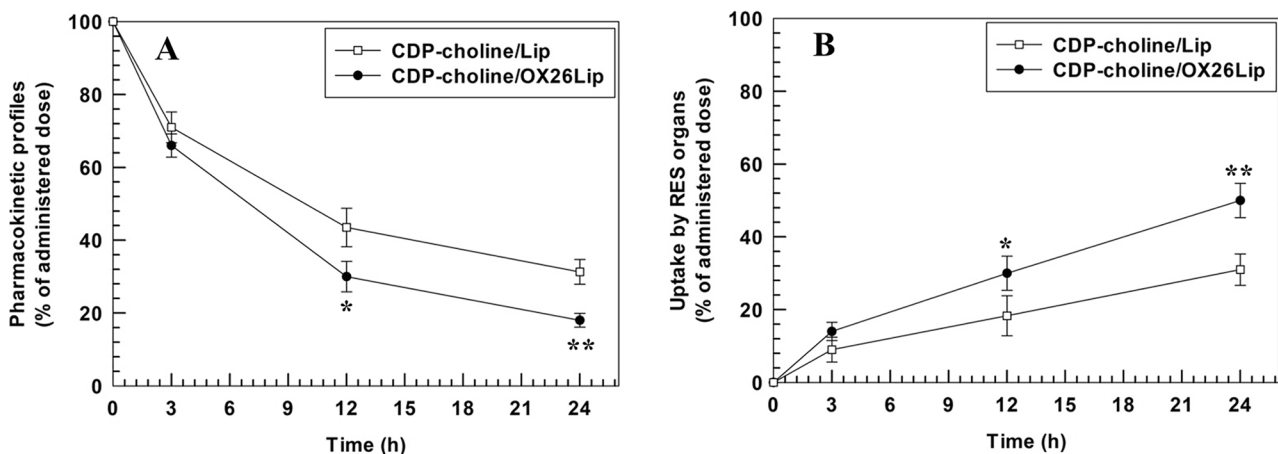 A
CDP-choline/Lip
CDP-choline/OX26Lip
Pharmacokinetic profiles
(% of administered dose)
100
80
60
40
20
0
*
**
0 3 6 9 12 15 18 21 24
Time (h)
B
CDP-choline/Lip
CDP-choline/OX26Lip
Uptake by RES organs
(% of administered dose)
100
80
60
40
20
0
*
**
0 3 6 9 12 15 18 21 24
Time (h)